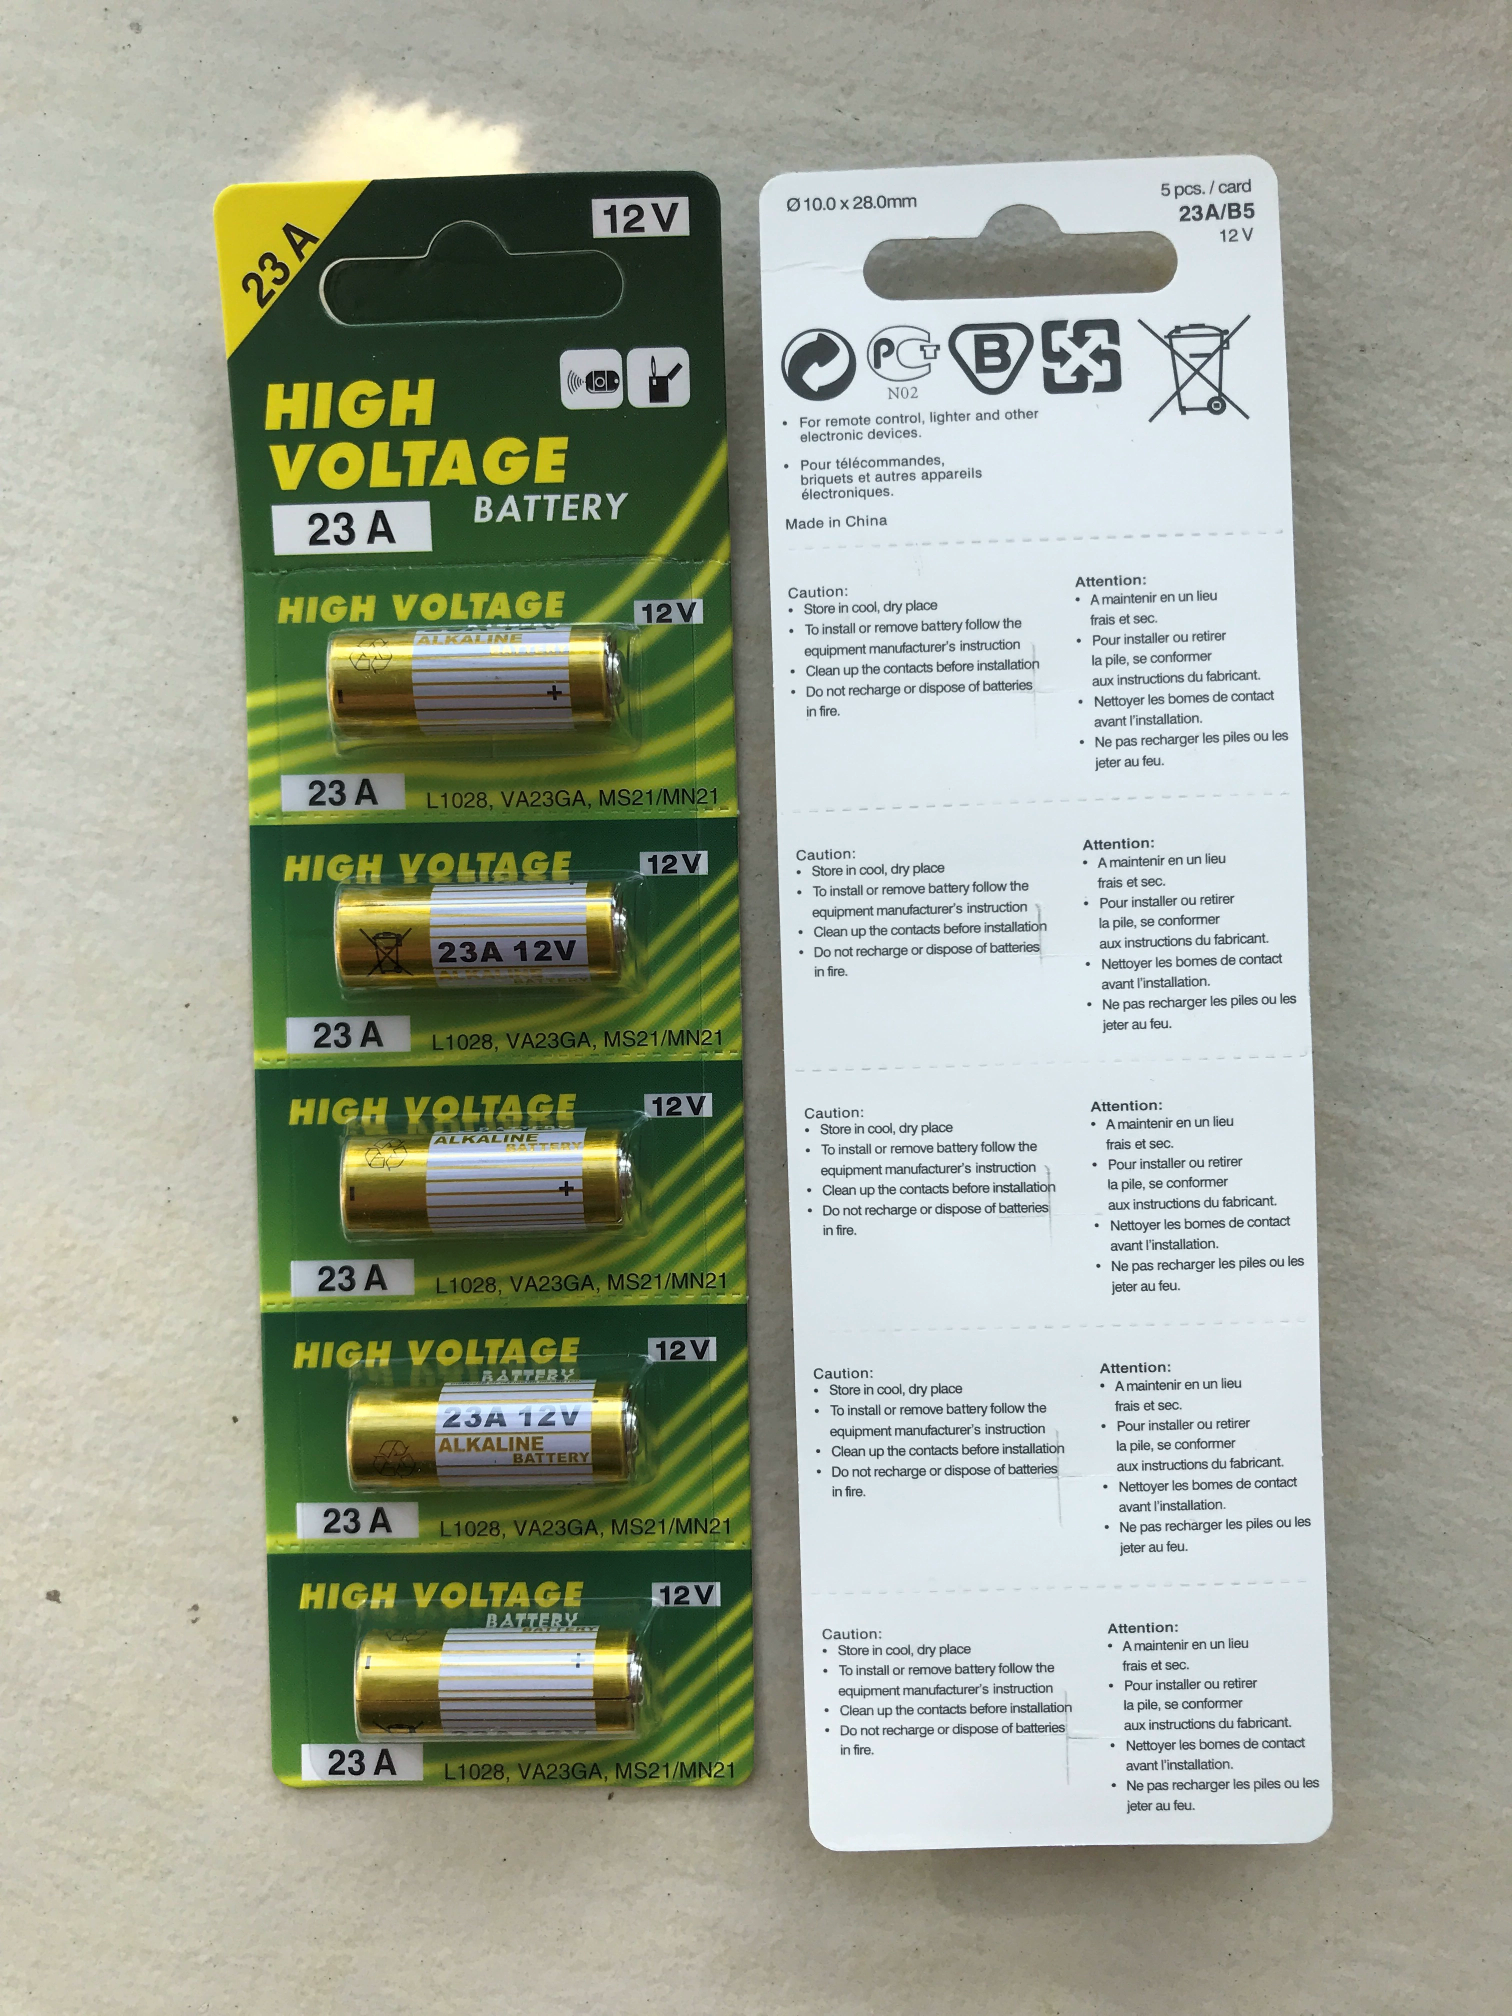 23 A
12 V
HIGH
VOLTAGE
BATTERY
23 A
HIGH VOLTAGE
12 V
ALKALINE
BATTERY
-
+
23 A
L1028, VA23GA, MS21/MN21
HIGH VOLTAGE
12 V
23A 12V
BATTERY
23 A
L1028, VA23GA, MS21/MN21
HIGH VOLTAGE
12 V
ALKALINE
BATTERY
-
+
23 A
L1028, VA23GA, MS21/MN21
HIGH VOLTAGE
12 V
BATTERY
23A 12V
ALKALINE
BATTERY
23 A
L1028, VA23GA, MS21/MN21
HIGH VOLTAGE
12 V
BATTERY
-
+
23 A
L1028, VA23GA, MS21/MN21
Ø 10.0 x 28.0mm
5 pcs. / card
23A/B5
12 V
РСТ
N02
B
• For remote control, lighter and other
electronic devices.
• Pour télécommandes,
briquets et autres appareils
électroniques.
Made in China
Caution:
• Store in cool, dry place
• To install or remove battery follow the
equipment manufacturer's instruction
• Clean up the contacts before installation
• Do not recharge or dispose of batteries
in fire.
Attention:
• A maintenir en un lieu
frais et sec.
• Pour installer ou retirer
la pile, se conformer
aux instructions du fabricant.
• Nettoyer les bomes de contact
avant l'installation.
• Ne pas recharger les piles ou les
jeter au feu.
Caution:
• Store in cool, dry place
• To install or remove battery follow the
equipment manufacturer's instruction
• Clean up the contacts before installation
• Do not recharge or dispose of batteries
in fire.
Attention:
• A maintenir en un lieu
frais et sec.
• Pour installer ou retirer
la pile, se conformer
aux instructions du fabricant.
• Nettoyer les bomes de contact
avant l'installation.
• Ne pas recharger les piles ou les
jeter au feu.
Caution:
• Store in cool, dry place
• To install or remove battery follow the
equipment manufacturer's instruction
• Clean up the contacts before installation
• Do not recharge or dispose of batteries
in fire.
Attention:
• A maintenir en un lieu
frais et sec.
• Pour installer ou retirer
la pile, se conformer
aux instructions du fabricant.
• Nettoyer les bomes de contact
avant l'installation.
• Ne pas recharger les piles ou les
jeter au feu.
Caution:
• Store in cool, dry place
• To install or remove battery follow the
equipment manufacturer's instruction
• Clean up the contacts before installation
• Do not recharge or dispose of batteries
in fire.
Attention:
• A maintenir en un lieu
frais et sec.
• Pour installer ou retirer
la pile, se conformer
aux instructions du fabricant.
• Nettoyer les bomes de contact
avant l'installation.
• Ne pas recharger les piles ou les
jeter au feu.
Caution:
• Store in cool, dry place
• To install or remove battery follow the
equipment manufacturer's instruction
• Clean up the contacts before installation
• Do not recharge or dispose of batteries
in fire.
Attention:
• A maintenir en un lieu
frais et sec.
• Pour installer ou retirer
la pile, se conformer
aux instructions du fabricant.
• Nettoyer les bomes de contact
avant l'installation.
• Ne pas recharger les piles ou les
jeter au feu.